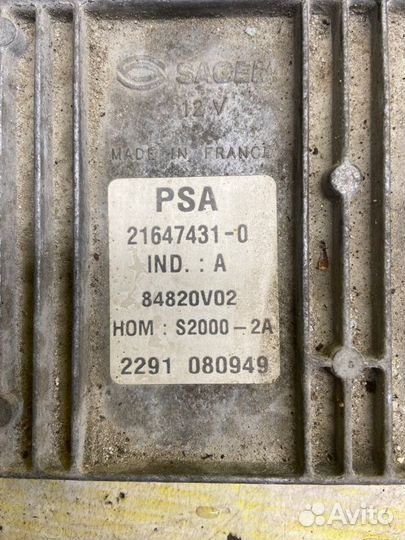 SAGEM
12 V
MADE IN FRANCE
PSA
21647431-0
IND. : A
84820V02
HOM : S2000-2A
2291 080949
Avito